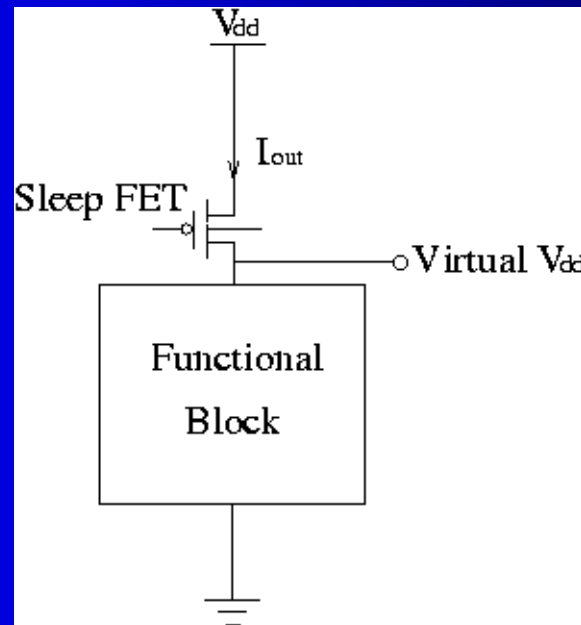 Vdd
Iout
Sleep FET
Virtual Vdd
Functional
Block